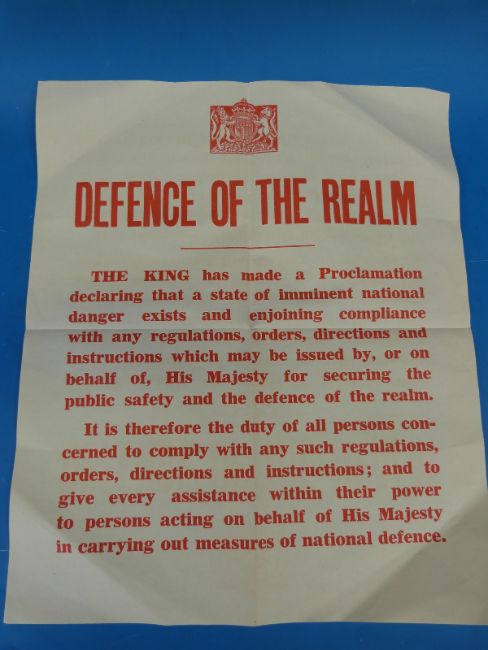 DEFENCE OF THE REALM
THE KING has made a Proclamation
declaring that a state of imminent national
danger exists and enjoining compliance
with any regulations, orders, directions and
instructions which may be issued by, or on
behalf of, His Majesty for securing the
public safety and the defence of the realm.
It is therefore the duty of all persons con-
cerned to comply with any such regulations,
orders, directions and instructions; and to
give every assistance within their power
to persons acting on behalf of His Majesty
in carrying out measures of national defence.